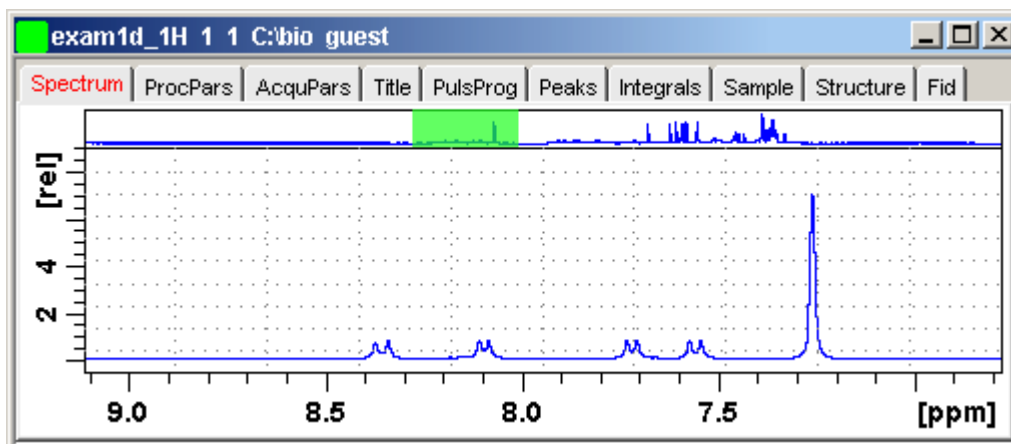 exam1d_1H 1 1 C:\bio guest
Spectrum ProcPars AcquPars Title PulsProg Peaks Integrals Sample Structure Fid
[rel]
4
2
9.0 8.5 8.0 7.5 [ppm]